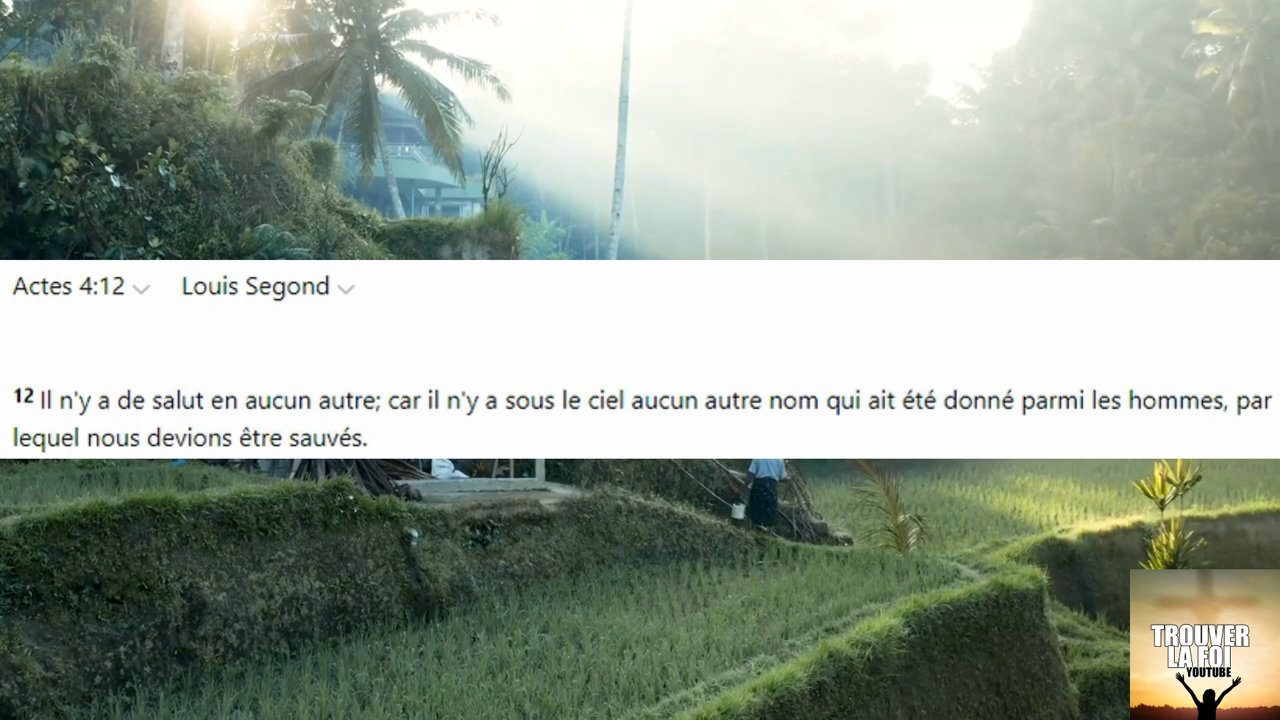 Actes 4:12 Louis Segond
12 Il n'y a de salut en aucun autre; car il n'y a sous le ciel aucun autre nom qui ait été donné parmi les hommes, par
lequel nous devions être sauvés.
TROUVER
LA FOI
YOUTUBE